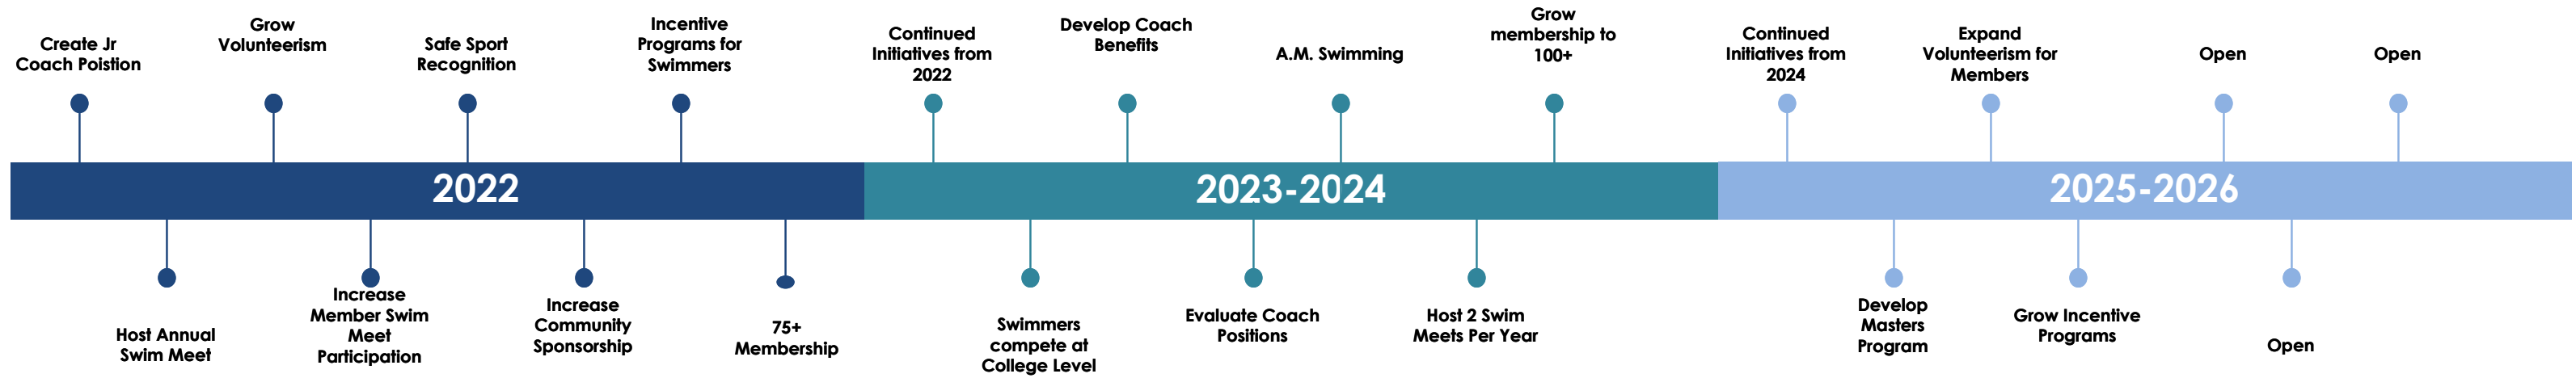 Create Jr
Coach Poistion
Grow
Volunteerism
Safe Sport
Recognition
Incentive
Programs for
Swimmers
Continued
Initiatives from
2022
Develop Coach
Benefits
A.M. Swimming
Grow
membership to
100+
Continued
Initiatives from
2024
Expand
Volunteerism for
Members
Open
Open
2022
2023-2024
2025-2026
Host Annual
Swim Meet
Increase
Member Swim
Meet
Participation
Increase
Community
Sponsorship
75+
Membership
Swimmers
compete at
College Level
Evaluate Coach
Positions
Host 2 Swim
Meets Per Year
Develop
Masters
Program
Grow Incentive
Programs
Open